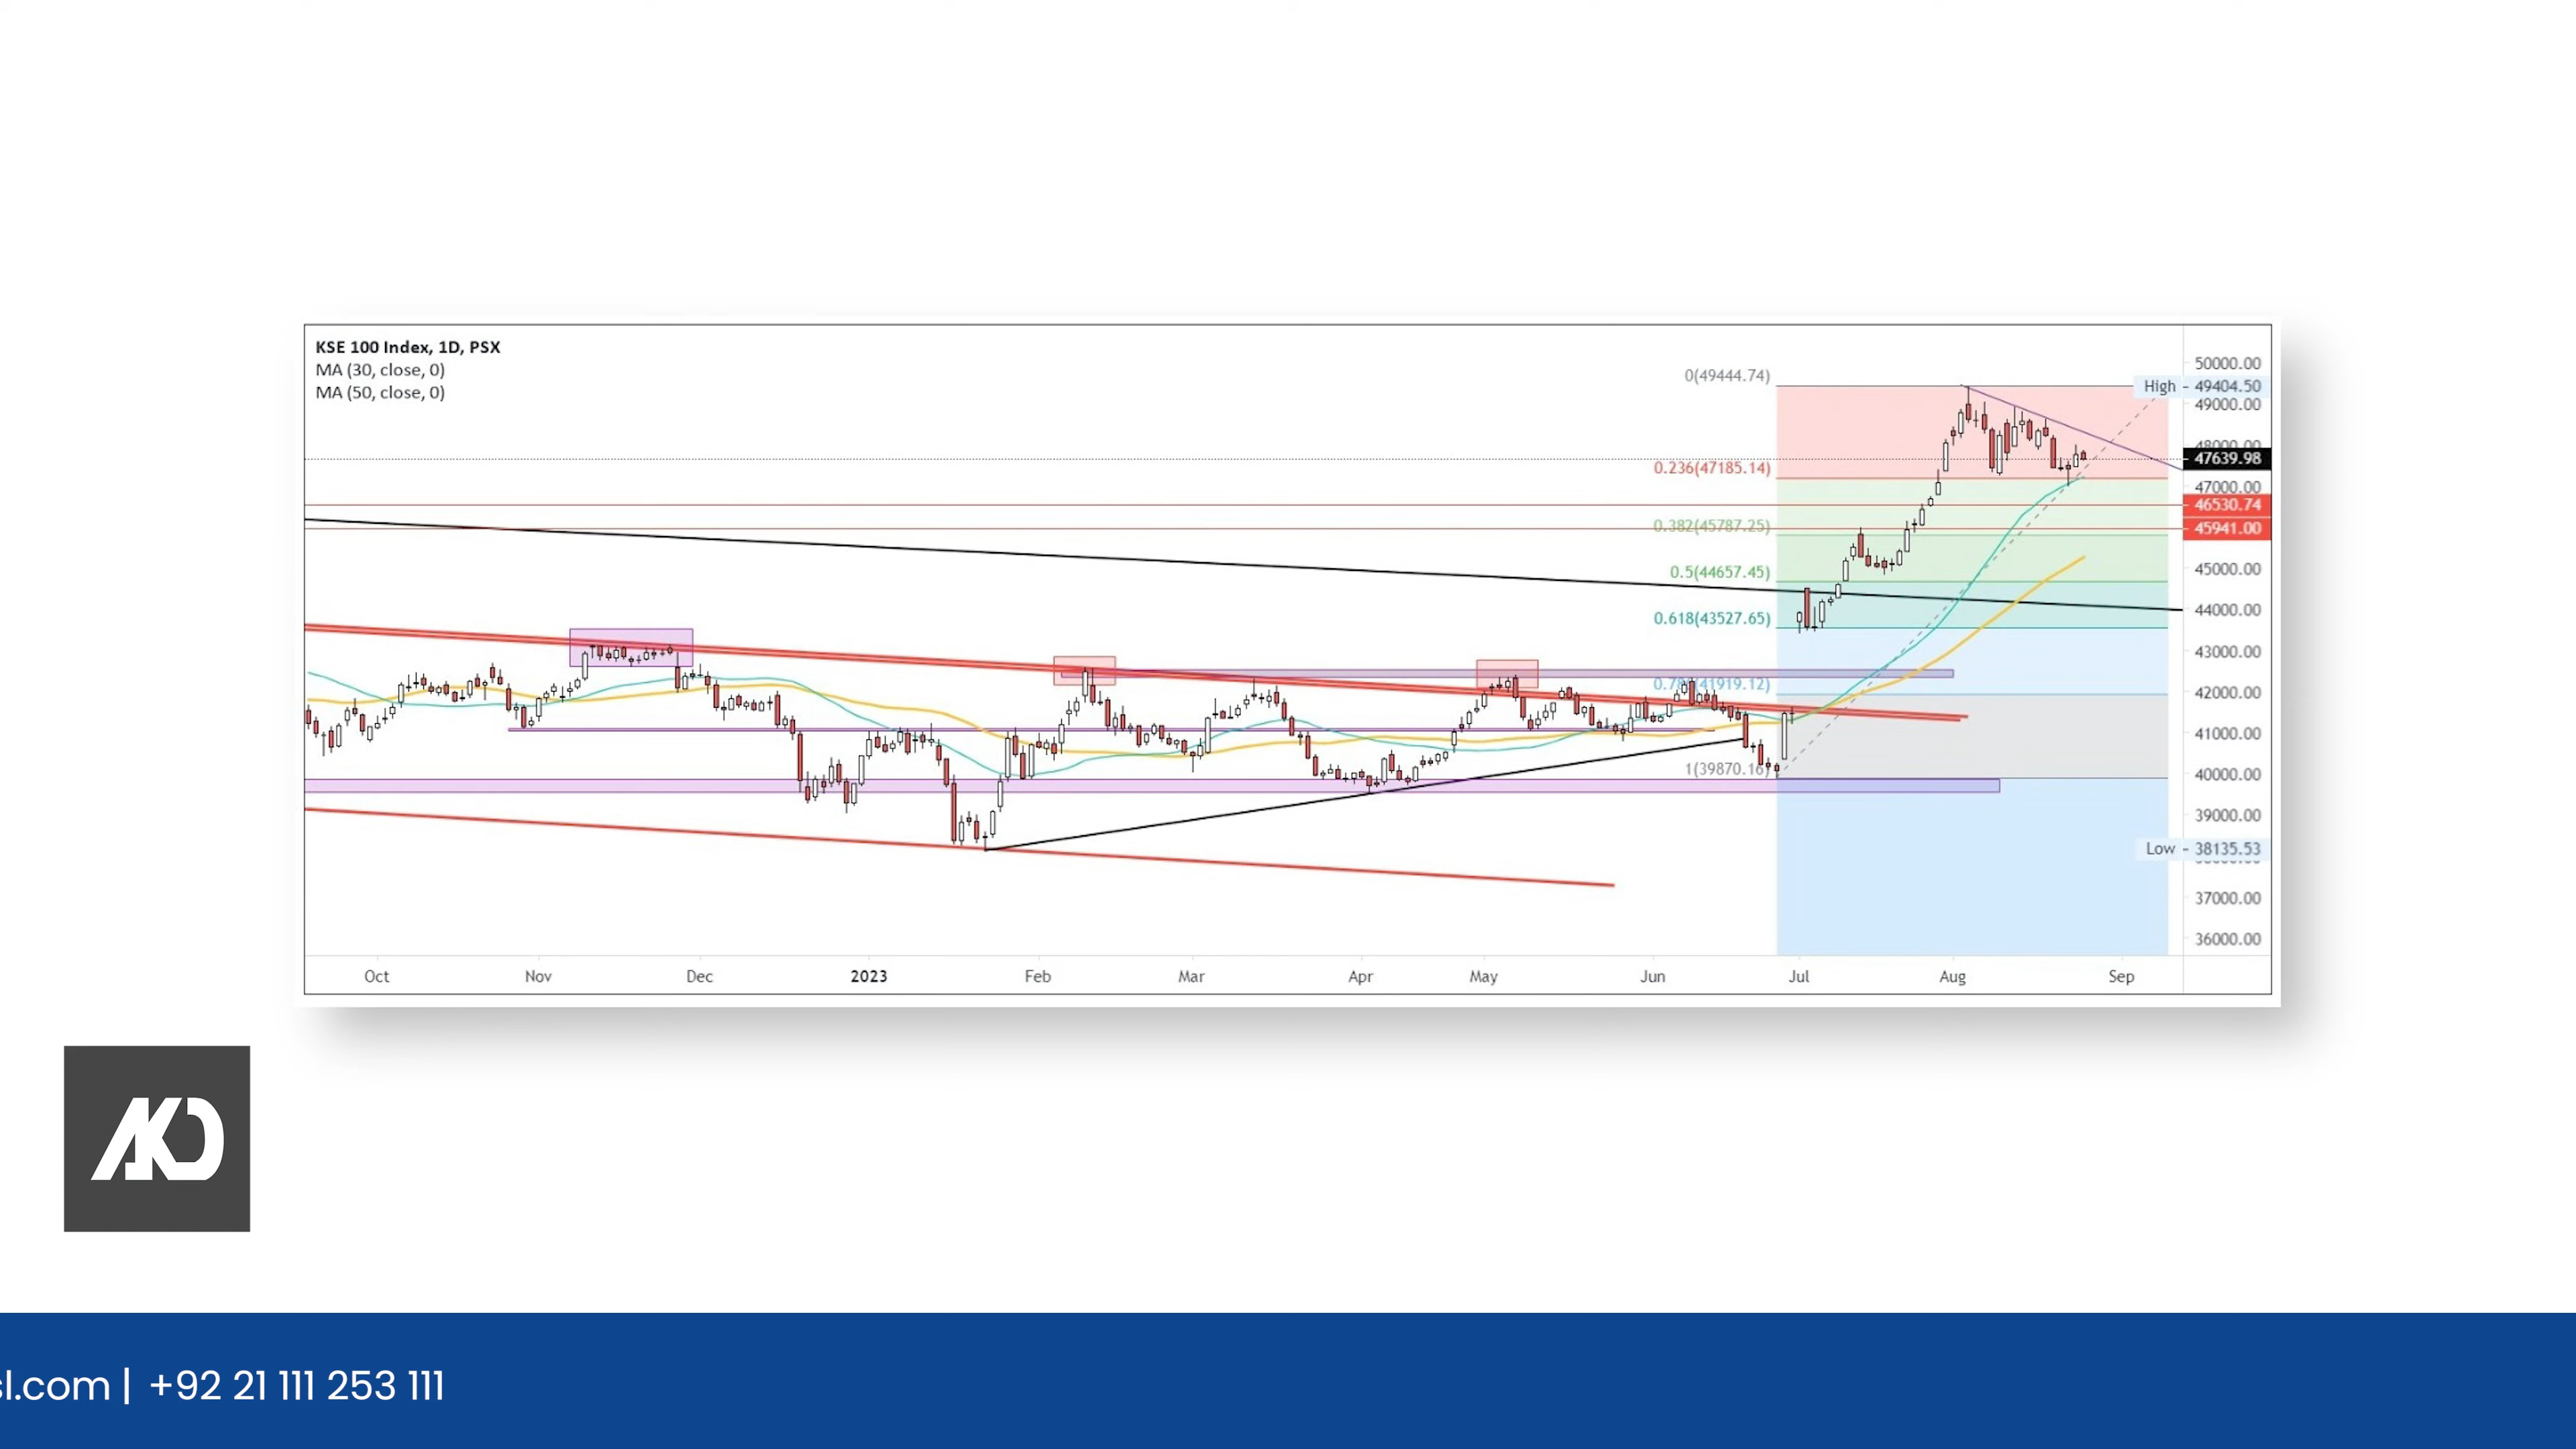 KSE 100 Index, 1D, PSX
MA (30, close, 0)
MA (50, close, 0)
0(49444.74)
0.236(47185.14)
0.382(45787.25)
0.5(44657.45)
0.618(43527.65)
1(39870.16)
50000.00
High - 49404.50
49000.00
48000.00
47639.98
47000.00
46530.74
45941.00
45000.00
44000.00
43000.00
42000.00
41000.00
40000.00
39000.00
Low - 38135.53
37000.00
36000.00
Oct Nov Dec 2023 Feb Mar Apr May Jun Jul Aug Sep
AKD
sl.com | +92 21 111 253 111